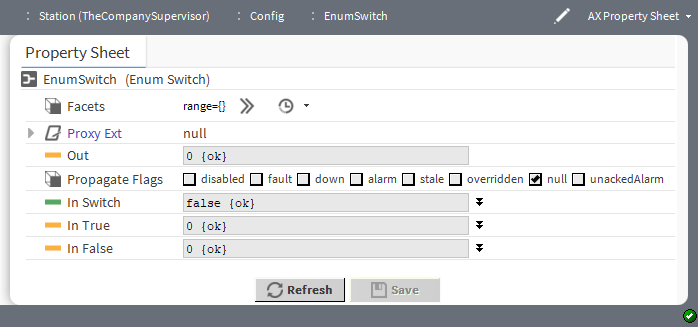 : Station (TheCompanySupervisor) : Config : EnumSwitch AX Property Sheet
Property Sheet
EnumSwitch (Enum Switch)
Facets range={}
Proxy Ext null
Out 0 {ok}
Propagate Flags disabled fault down alarm stale overridden null unackedAlarm
In Switch false {ok}
In True 0 {ok}
In False 0 {ok}
Refresh Save